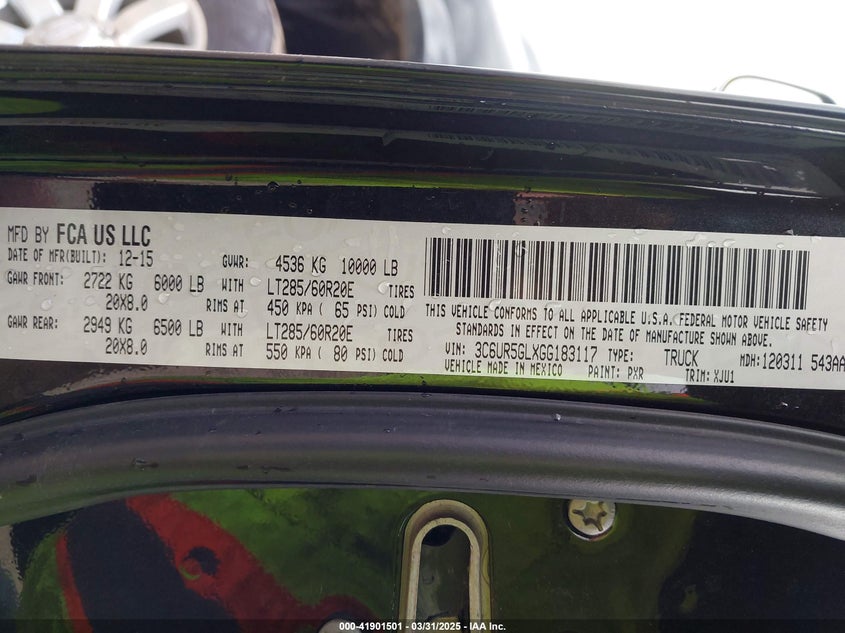 MFD BY FCA US LLC
DATE OF MFR(BUILT): 12-15 GVWR: 4536 KG 10000 LB
GAWR FRONT: 2722 KG 6000 LB WITH LT285/60R20E TIRES
20X8.0 RIMS AT 450 KPA ( 65 PSI) COLD
GAWR REAR: 2949 KG 6500 LB WITH LT285/60R20E TIRES
20X8.0 RIMS AT 550 KPA ( 80 PSI) COLD
THIS VEHICLE CONFORMS TO ALL APPLICABLE U.S.A. FEDERAL MOTOR VEHICLE SAFETY
STANDARDS IN EFFECT ON THE DATE OF MANUFACTURE SHOWN ABOVE.
VIN: 3C6UR5GLXGG183117 TYPE: TRUCK MDH: 120311 543AA
VEHICLE MADE IN MEXICO PAINT: PXR TRIM: XJU1
000-41901501 - 03/31/2025 - IAA Inc.